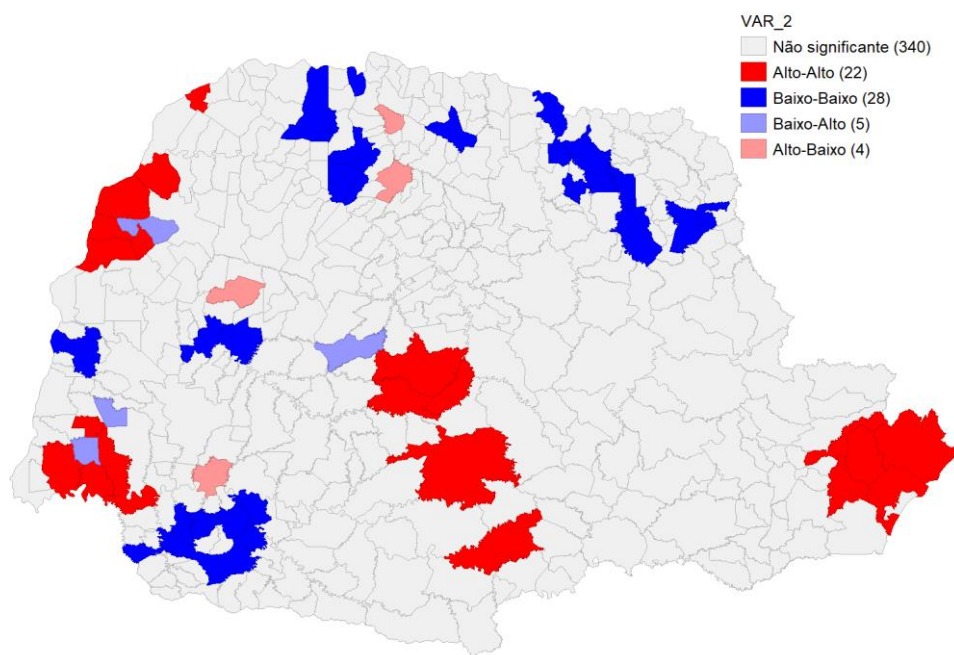 VAR_2
Não significante (340)
Alto-Alto (22)
Baixo-Baixo (28)
Baixo-Alto (5)
Alto-Baixo (4)